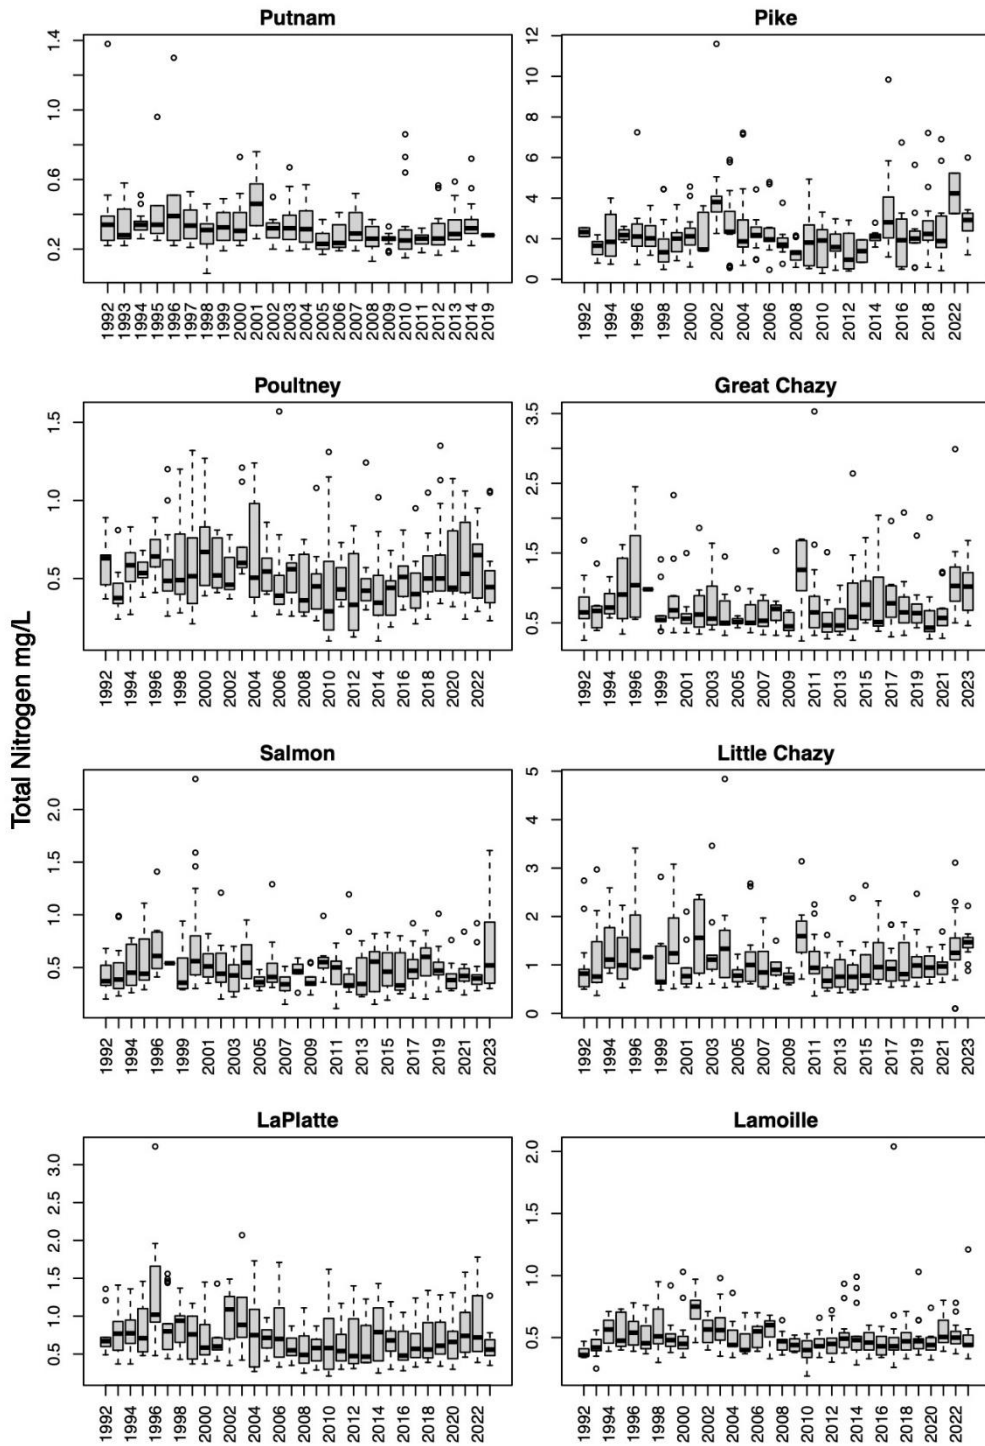 Total Nitrogen mg/L
Putnam
1.4
1.0
0.6
0.2
1992 1993 1994 1995 1996 1997 1998 1999 2000 2001 2002 2003 2004 2005 2006 2007 2008 2009 2010 2011 2012 2013 2014 2019
Pike
12
10
8
6
4
2
0
1992 1994 1996 1998 2000 2002 2004 2006 2008 2010 2012 2014 2016 2018 2022
Poultney
1.5
1.0
0.5
1992 1994 1996 1998 2000 2002 2004 2006 2008 2010 2012 2014 2016 2018 2020 2022
Great Chazy
3.5
2.5
1.5
0.5
1992 1994 1996 1999 2001 2003 2005 2007 2009 2011 2013 2015 2017 2019 2021 2023
Salmon
2.0
1.5
1.0
0.5
1992 1994 1996 1999 2001 2003 2005 2007 2009 2011 2013 2015 2017 2019 2021 2023
Little Chazy
5
4
3
2
1
0
1992 1994 1996 1999 2001 2003 2005 2007 2009 2011 2013 2015 2017 2019 2021 2023
LaPlatte
3.0
2.5
2.0
1.5
1.0
0.5
1992 1994 1996 1998 2000 2002 2004 2006 2008 2010 2012 2014 2016 2018 2020 2022
Lamoille
2.0
1.5
1.0
0.5
1992 1994 1996 1998 2000 2002 2004 2006 2008 2010 2012 2014 2016 2018 2020 2022